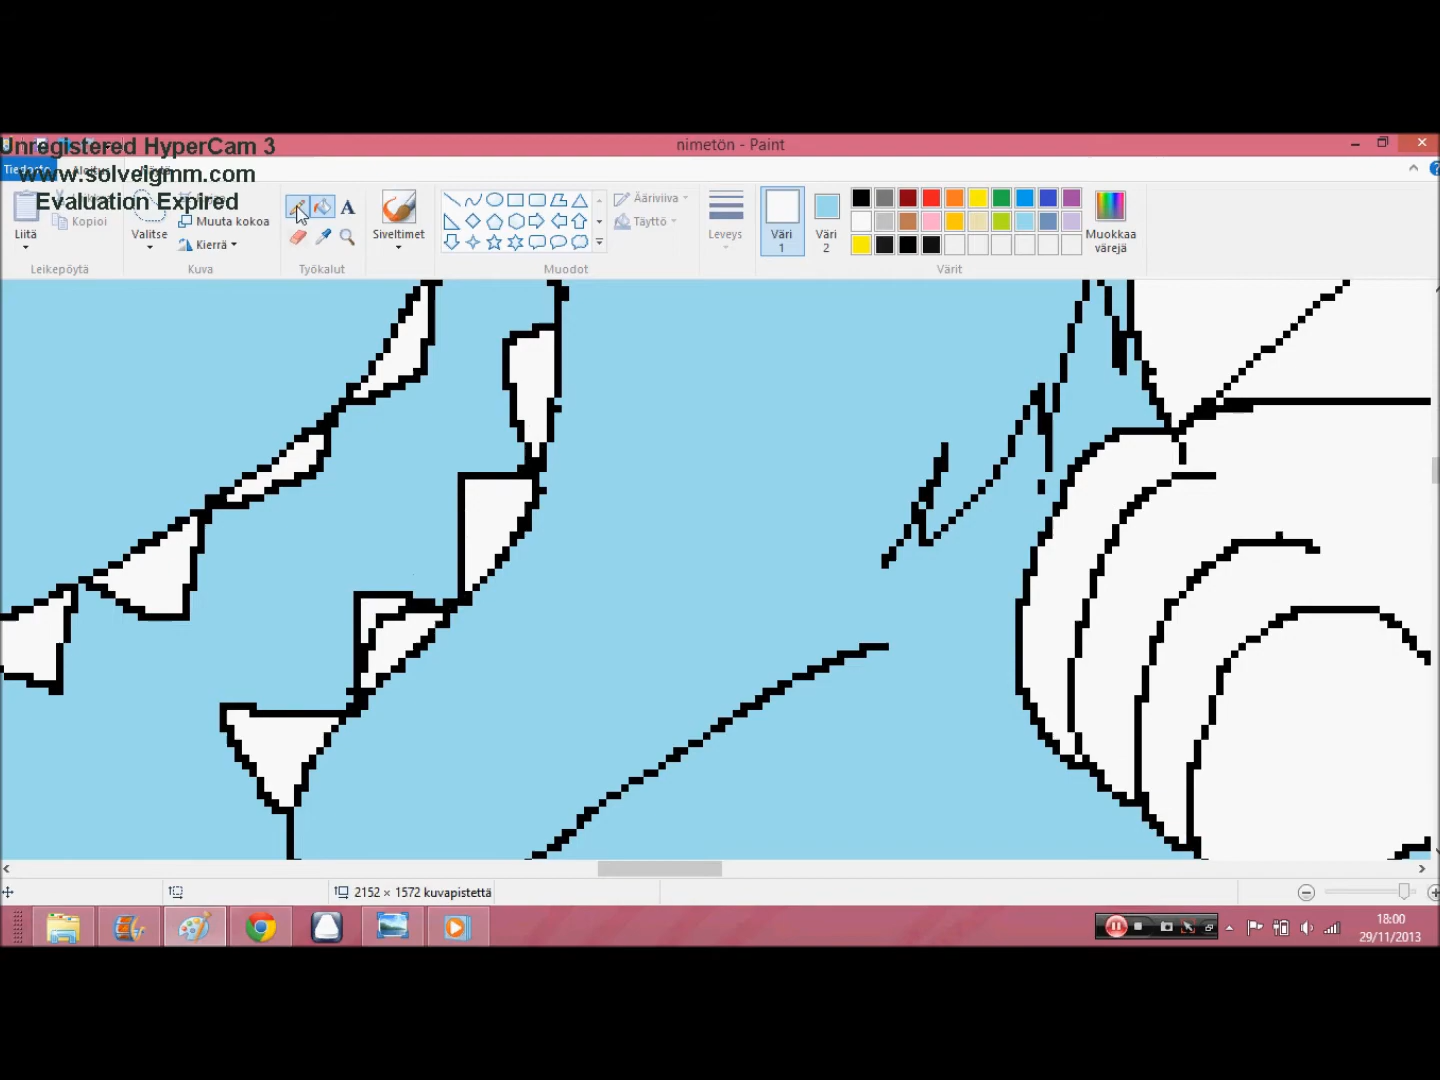 Unregistered HyperCam 3
nimetön - Paint
www.solveigmm.com
Tiedosto
Evaluation Expired
Kopioi
Muuta kokoa
Kierrä
Liitä
Valitse
A
Siveltimet
Ääriviiva
Täyttö
Leveys
Väri
1
Väri
2
Muokkaa
värejä
Leikepöytä
Kuva
Työkalut
Muodot
Värit
2152 × 1572 kuvapistettä
18:00
29/11/2013